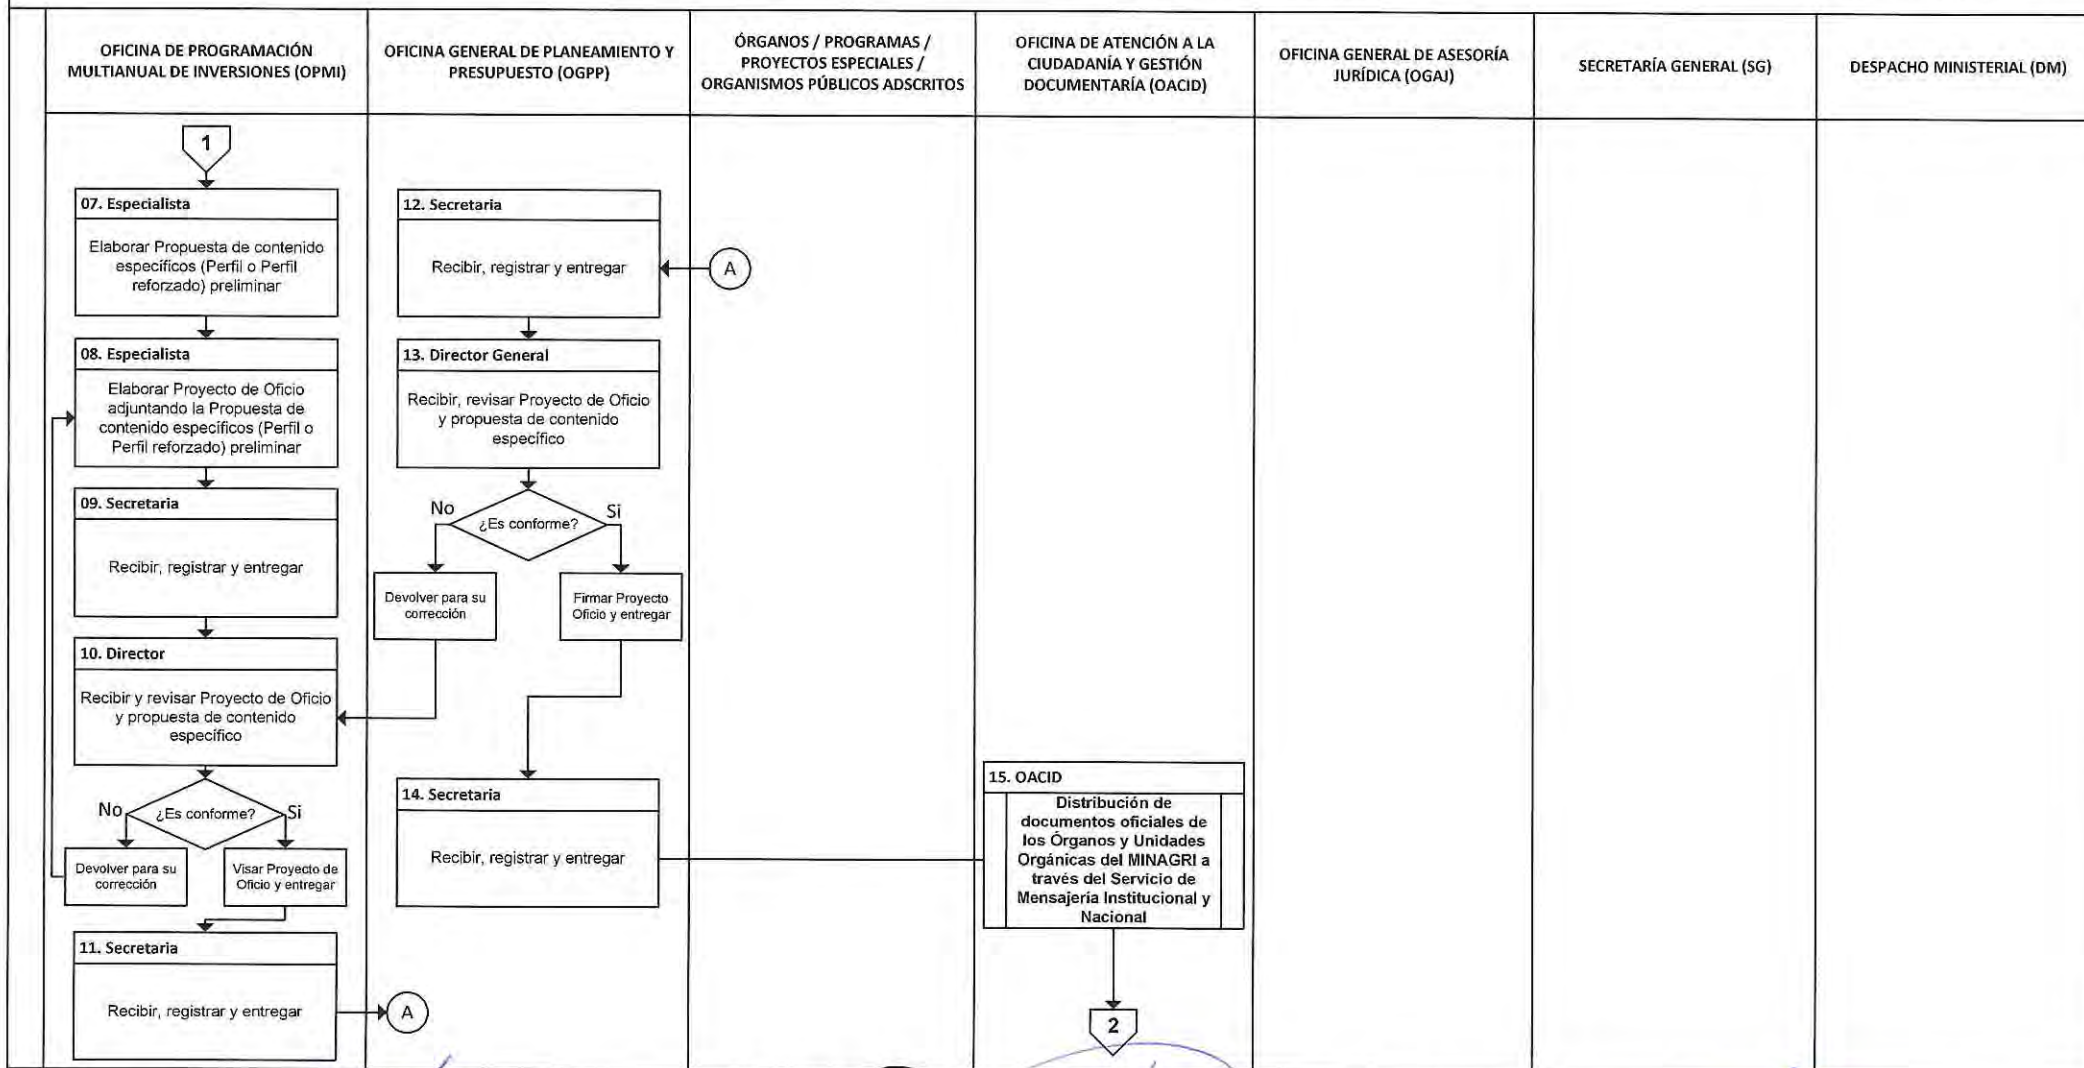 OFICINA DE PROGRAMACIÓN
MULTIANUAL DE INVERSIONES (OPMI)
OFICINA GENERAL DE PLANEAMIENTO Y
PRESUPUESTO (OGPP)
ÓRGANOS / PROGRAMAS /
PROYECTOS ESPECIALES /
ORGANISMOS PÚBLICOS ADSCRITOS
OFICINA DE ATENCIÓN A LA
CIUDADANÍA Y GESTIÓN
DOCUMENTARÍA (OACID)
OFICINA GENERAL DE ASESORÍA
JURÍDICA (OGAJ)
SECRETARÍA GENERAL (SG)
DESPACHO MINISTERIAL (DM)
1
07. Especialista
Elaborar Propuesta de contenido
específicos (Perfil o Perfil
reforzado) preliminar
08. Especialista
Elaborar Proyecto de Oficio
adjuntando la Propuesta de
contenido específicos (Perfil o
Perfil reforzado) preliminar
09. Secretaria
Recibir, registrar y entregar
10. Director
Recibir y revisar Proyecto de Oficio
y propuesta de contenido
específico
No
¿Es conforme?
Si
Devolver para su
corrección
Visar Proyecto de
Oficio y entregar
11. Secretaria
Recibir, registrar y entregar
A
12. Secretaria
Recibir, registrar y entregar
A
13. Director General
Recibir, revisar Proyecto de Oficio
y propuesta de contenido
específico
No
¿Es conforme?
Si
Devolver para su
corrección
Firmar Proyecto
Oficio y entregar
14. Secretaria
Recibir, registrar y entregar
15. OACID
Distribución de
documentos oficiales de
los Órganos y Unidades
Orgánicas del MINAGRI a
través del Servicio de
Mensajería Institucional y
Nacional
2